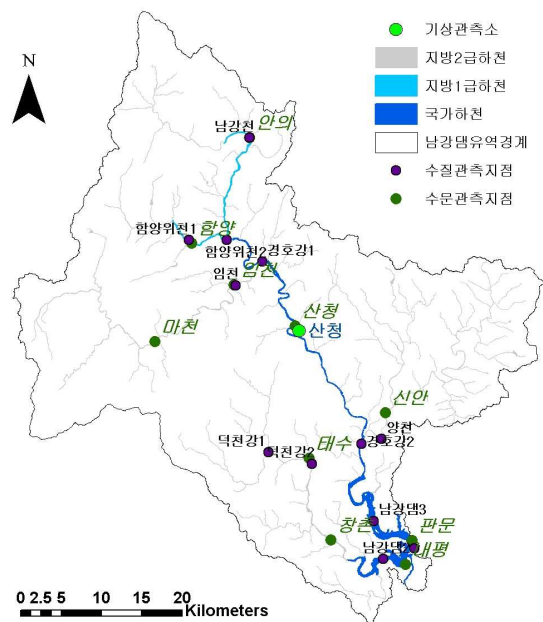 N
기상관측소
지방2급하천
지방1급하천
국가하천
남강댐유역경계
수질관측지점
수문관측지점
남강천 안의
함양위천1 함양
함양위천2 경호강1
임천 임천
산청
산청
마천
신안
양천
덕천강1 태수 경호강2
덕천강2
남강댐3
창촌 판문
남강댐2 내평
0 2.5 5 10 15 20
Kilometers